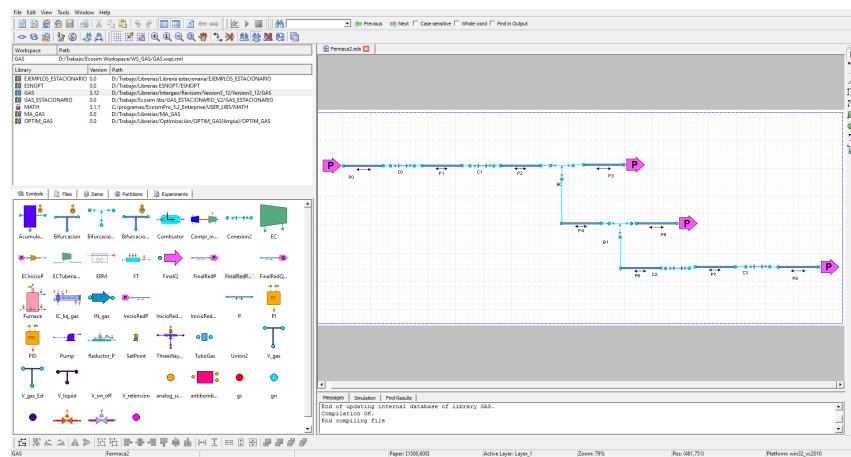 File Edit View Tools Window Help
Previous Next Case sensitive Whole word Find in Output
Workspace Path
GAS D:/Trabajo/Ecosim Workspace/WS_GAS/GAS.wsp.xml
Library Version Path
EJEMPLOS_ESTACIONARIO 0.0 D:/Trabajo/Librerias/Librería estacionaria/EJEMPLOS_ESTACIONARIO
ESNOPT 0.0 D:/Trabajo/Librerias ESNOPT/ESNOPT
GAS 3.12 D:/Trabajo/Librerias/Intergeo/Revision/Version3_12/Version3_12/GAS
GAS_ESTACIONARIO 0.0 D:/Trabajo/Ecosim libs/GAS_ESTACIONARIO_V2/GAS_ESTACIONARIO
MATH 3.1.1 C:/programas/EcosimPro_5.2_Enterprise/USER_LIBS/MATH
MA_GAS 0.0 D:/Trabajo/Librerias/MA_GAS
OPTIM_GAS 0.0 D:/Trabajo/Librerias/Optimización/OPTIM_GAS(limpia)/OPTIM_GAS
Symbols Files Items Partitions Experiments
Acumula... Bifurcacion Bifurcacio... Bifurcacio... Combustor Compr_in... Conexion2 EC
ECInicioP ECTuberia... ERM FT FinalQ FinalRedP FinalRedP... FinalRedQ...
Furnace IC_liq_gas IN_gas InicioRedP InicioRed... InicioRed... P PI
PID Pump Reductor_P SetPoint ThreeWay... TuboGas Union2 V_gas
V_gas_Est V_liquid V_on_off V_retencion analog_si... antibomb... gc gn
Fermaca2.eds
P P0 C0 P1 C1 P2 P3 P
BC
P4 P5 P
B1
P6 C2 P7 C3 P8 P
Messages Simulation Find Results
End of updating internal database of library GAS.
Compilation OK.
End compiling file
GAS Fermaca2 Paper: [1500,600] Active Layer: Layer_1 Zoom: 79% Pos: (481,751) Platform: win32_vc2010